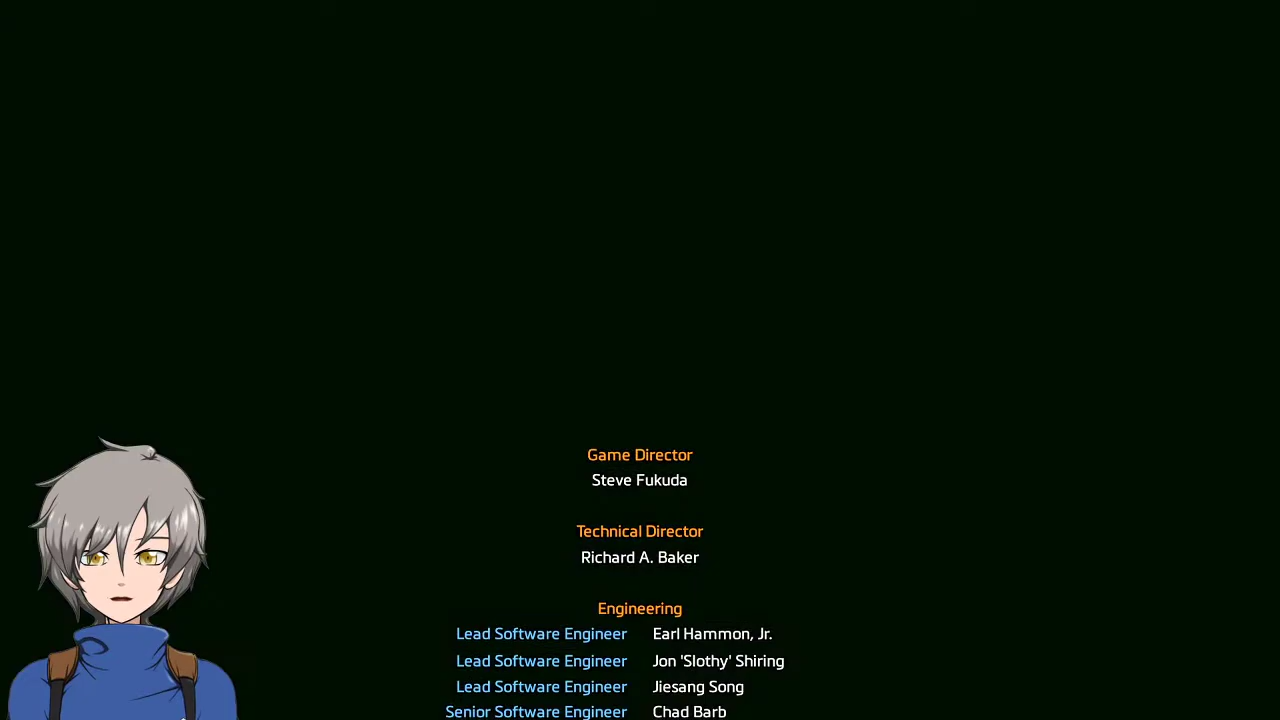 Game Director
Steve Fukuda
Technical Director
Richard A. Baker
Engineering
Lead Software Engineer Earl Hammon, Jr.
Lead Software Engineer Jon 'Slothy' Shiring
Lead Software Engineer Jiesang Song
Senior Software Engineer Chad Barb